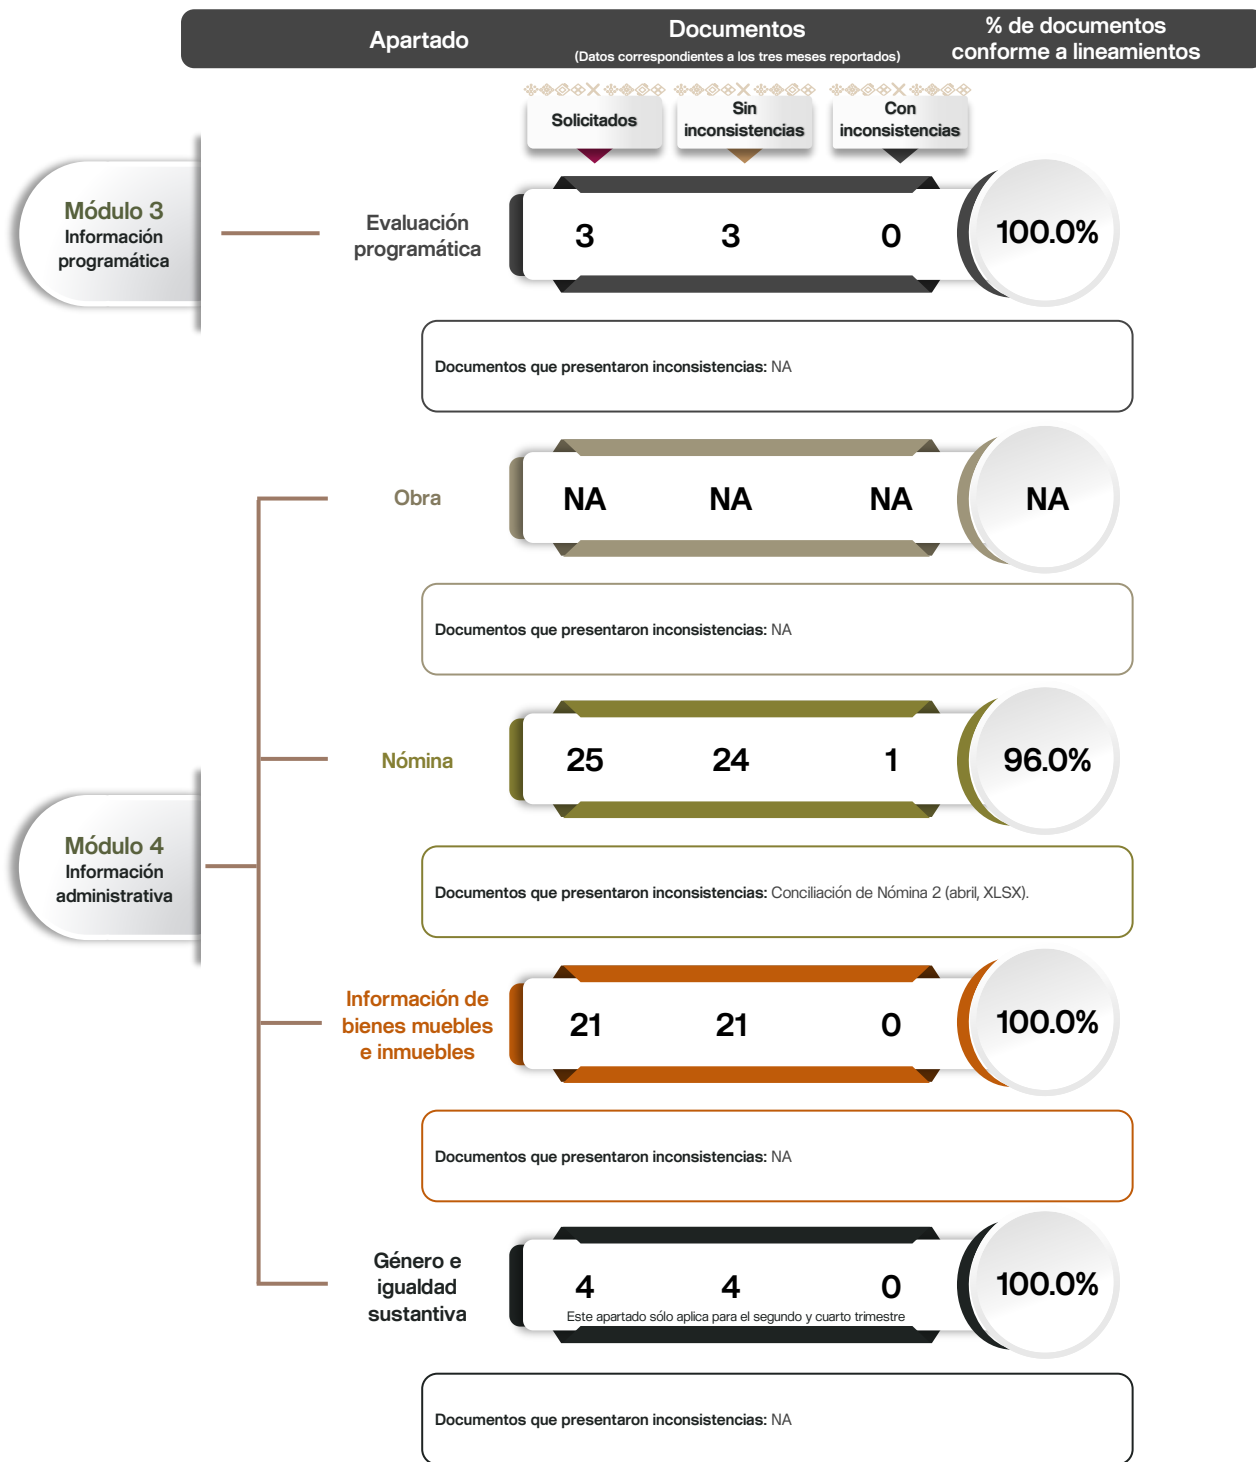 Apartado
Documentos
(Datos correspondientes a los tres meses reportados)
% de documentos
conforme a lineamientos
Solicitados
Sin
inconsistencias
Con
inconsistencias
Módulo 3
Información
programática
Evaluación
programática
3 3 0 100.0%
Documentos que presentaron inconsistencias: NA
Obra
NA NA NA NA
Documentos que presentaron inconsistencias: NA
Módulo 4
Información
administrativa
Nómina
25 24 1 96.0%
Documentos que presentaron inconsistencias: Conciliación de Nómina 2 (abril, XLSX).
Información de
bienes muebles
e inmuebles
21 21 0 100.0%
Documentos que presentaron inconsistencias: NA
Género e
igualdad
sustantiva
4 4 0 100.0%
Este apartado sólo aplica para el segundo y cuarto trimestre
Documentos que presentaron inconsistencias: NA